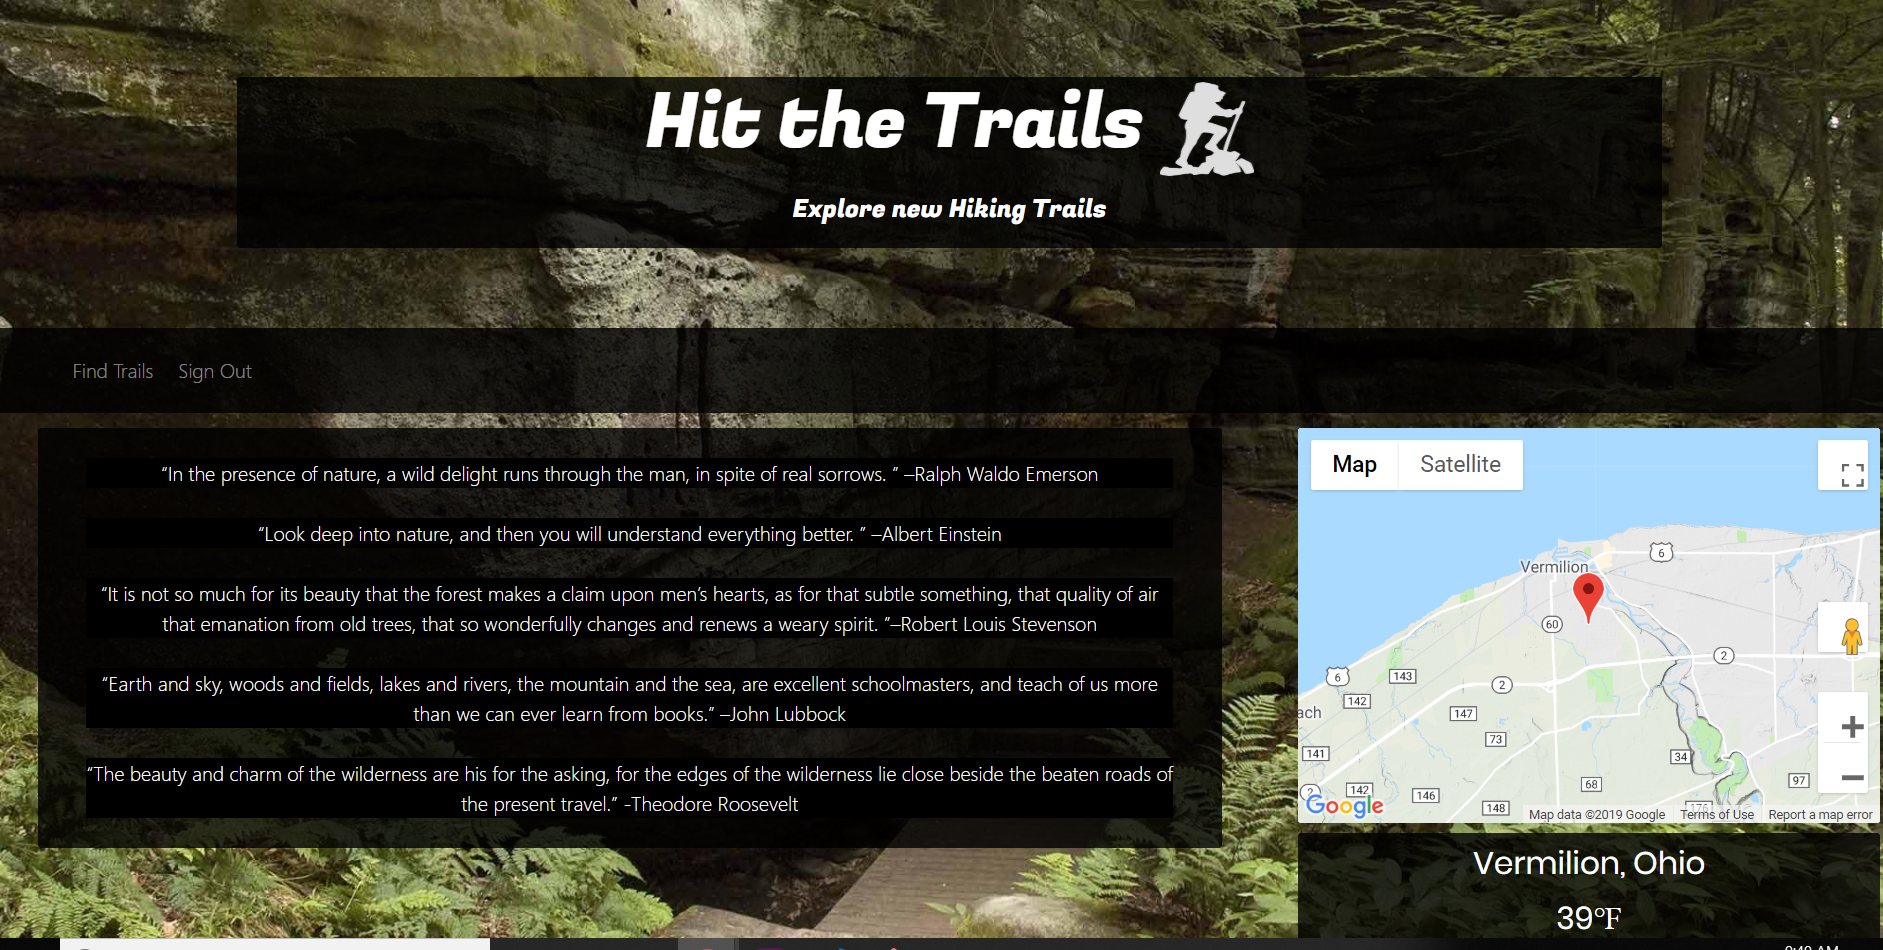 Hit the Trails
Explore new Hiking Trails
Find Trails Sign Out
“In the presence of nature, a wild delight runs through the man, in spite of real sorrows. ” –Ralph Waldo Emerson
“Look deep into nature, and then you will understand everything better. ” –Albert Einstein
“It is not so much for its beauty that the forest makes a claim upon men’s hearts, as for that subtle something, that quality of air
that emanation from old trees, that so wonderfully changes and renews a weary spirit. ”–Robert Louis Stevenson
“Earth and sky, woods and fields, lakes and rivers, the mountain and the sea, are excellent schoolmasters, and teach of us more
than we can ever learn from books.” –John Lubbock
“The beauty and charm of the wilderness are his for the asking, for the edges of the wilderness lie close beside the beaten roads of
the present travel.” -Theodore Roosevelt
Map Satellite
6
Vermilion
60
2
6
143
2
142
ach
147
73
141
34
68
97
2
142
146
148
176
Google
Map data ©2019 Google Terms of Use Report a map error
Vermilion, Ohio
39°F